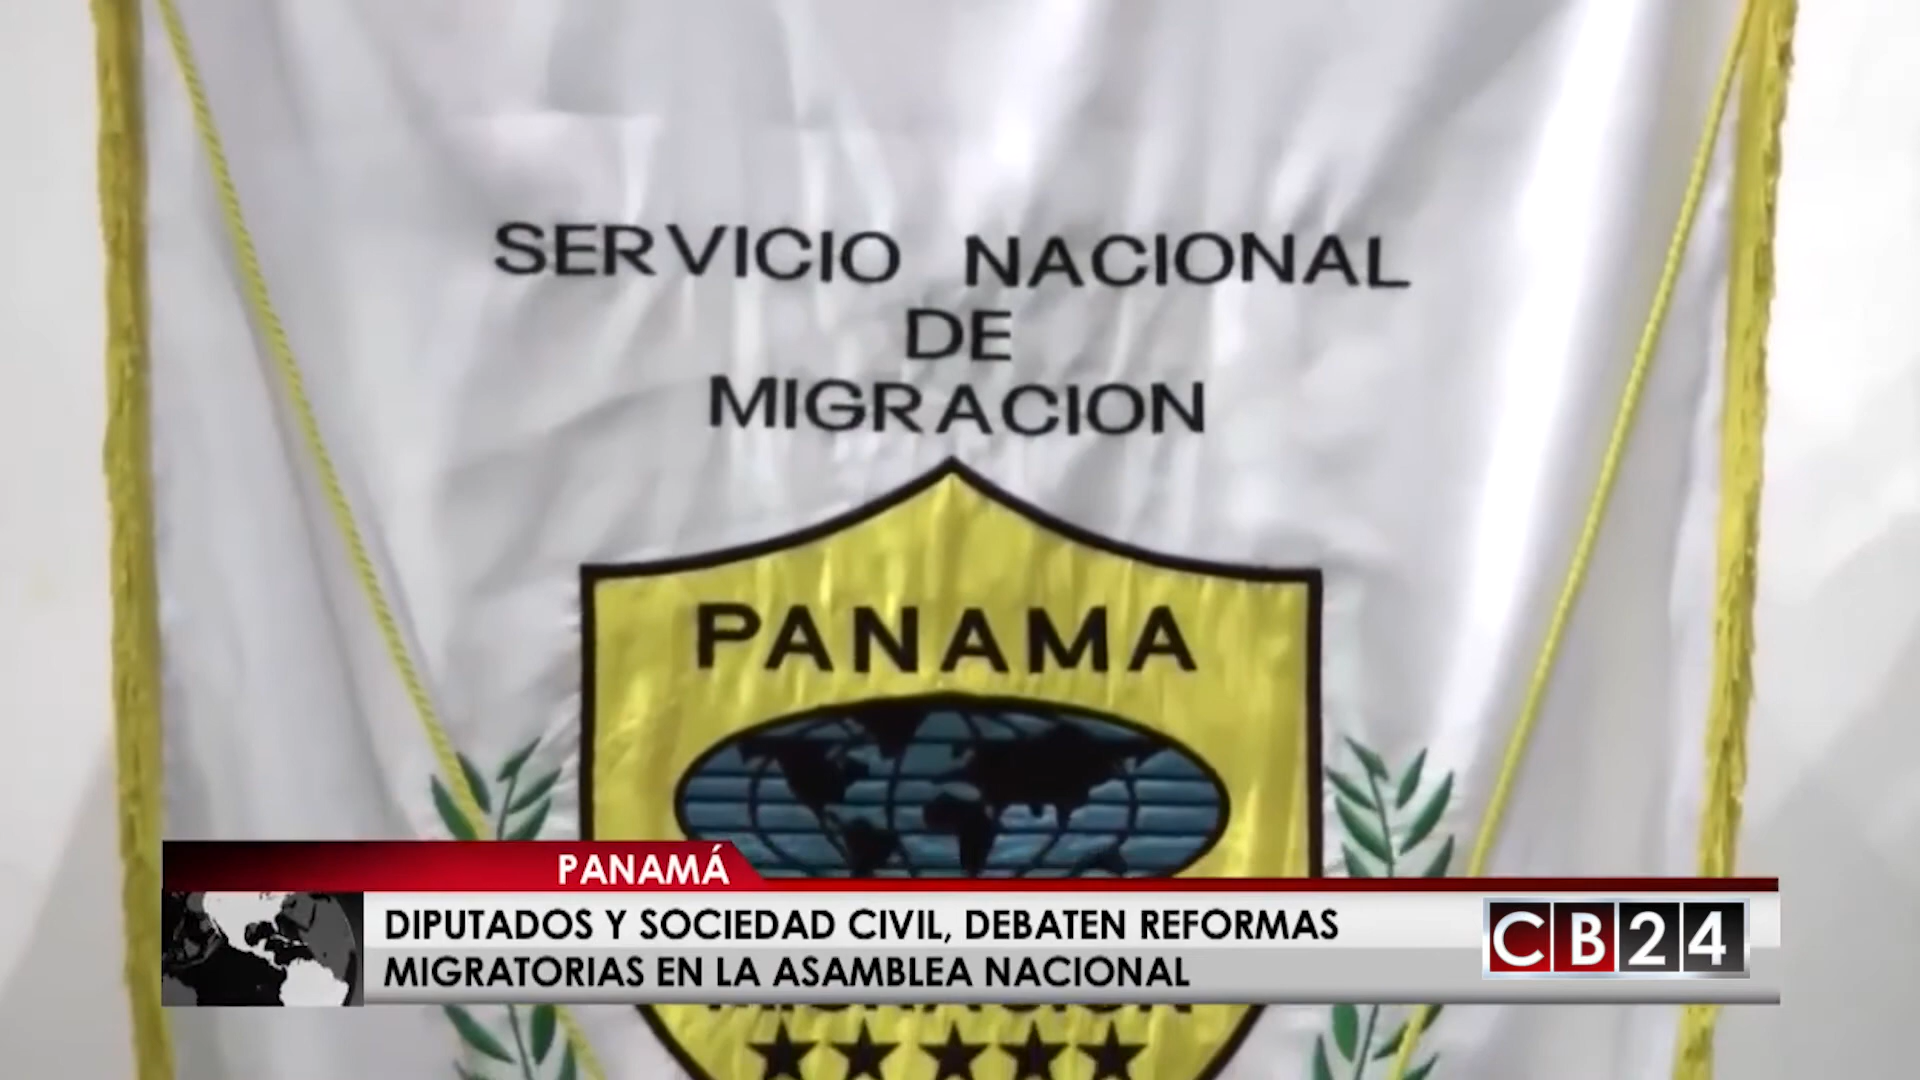 SERVICIO NACIONAL
DE
MIGRACION
PANAMA
PANAMÁ
DIPUTADOS Y SOCIEDAD CIVIL, DEBATEN REFORMAS
MIGRATORIAS EN LA ASAMBLEA NACIONAL
CB24